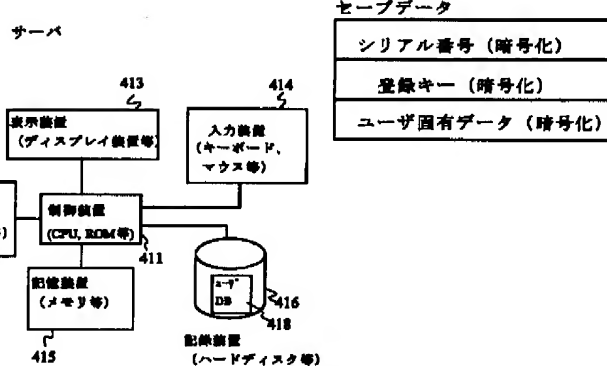 サーバ
413
表示装置
(ディスプレイ装置等)
414
入力装置
(キーボード、
マウス等)
等)
制御装置
(CPU, ROM等)
411
記憶装置
(メモリ等)
415
ユーザ
DB
416
418
記録装置
(ハードディスク等)
セーブデータ
シリアル番号 (暗号化)
登録キー (暗号化)
ユーザ固有データ (暗号化)